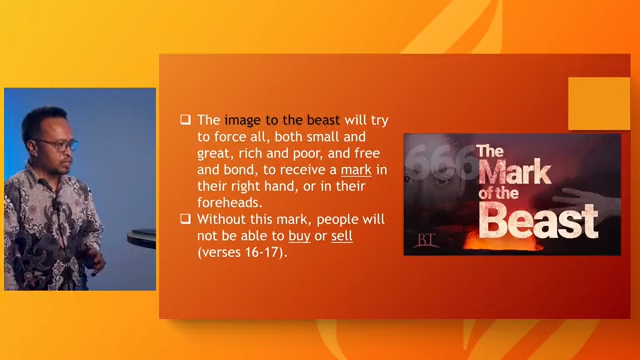 ❑ The image to the beast will try
to force all, both small and
great, rich and poor, and free
and bond, to receive a mark in
their right hand, or in their
foreheads.
❑ Without this mark, people will
not be able to buy or sell
(verses 16-17).
666
The
Mark
of the
Beast
BT